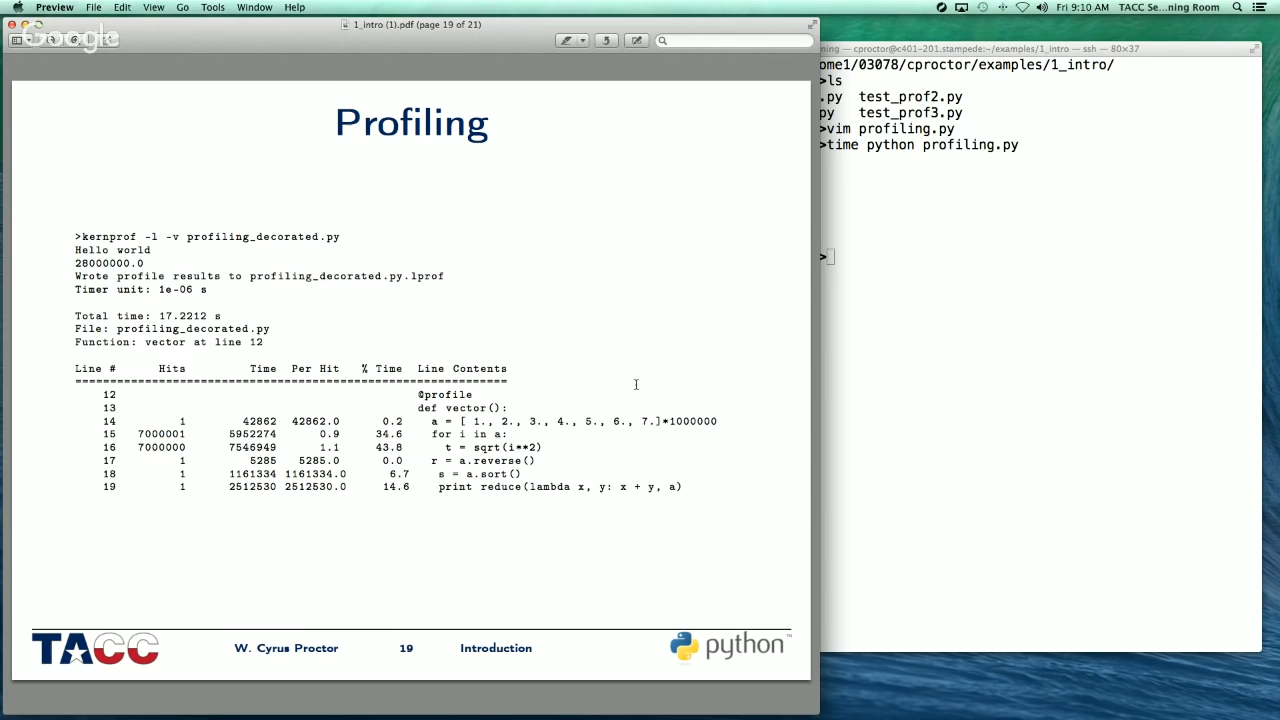 Preview File Edit View Go Tools Window Help
Fri 9:10 AM TACC Se...ning Room
Google
1_intro (1).pdf (page 19 of 21)
Profiling
>kernprof -l -v profiling_decorated.py
Hello world
28000000.0
Wrote profile results to profiling_decorated.py.lprof
Timer unit: 1e-06 s
Total time: 17.2212 s
File: profiling_decorated.py
Function: vector at line 12
Line # Hits Time Per Hit % Time Line Contents
==============================================================
12 @profile
13 def vector():
14 1 42862 42862.0 0.2 a = [ 1., 2., 3., 4., 5., 6., 7.]*1000000
15 7000001 5952274 0.9 34.6 for i in a:
16 7000000 7546949 1.1 43.8 t = sqrt(i**2)
17 1 5285 5285.0 0.0 r = a.reverse()
18 1 1161334 1161334.0 6.7 s = a.sort()
19 1 2512530 2512530.0 14.6 print reduce(lambda x, y: x + y, a)
TACC
W. Cyrus Proctor 19 Introduction
python™
ning — cproctor@c401-201.stampede:~/examples/1_intro — ssh — 80×37
ome1/03078/cproctor/examples/1_intro/
>ls
.py test_prof2.py
py test_prof3.py
>vim profiling.py
>time python profiling.py
>